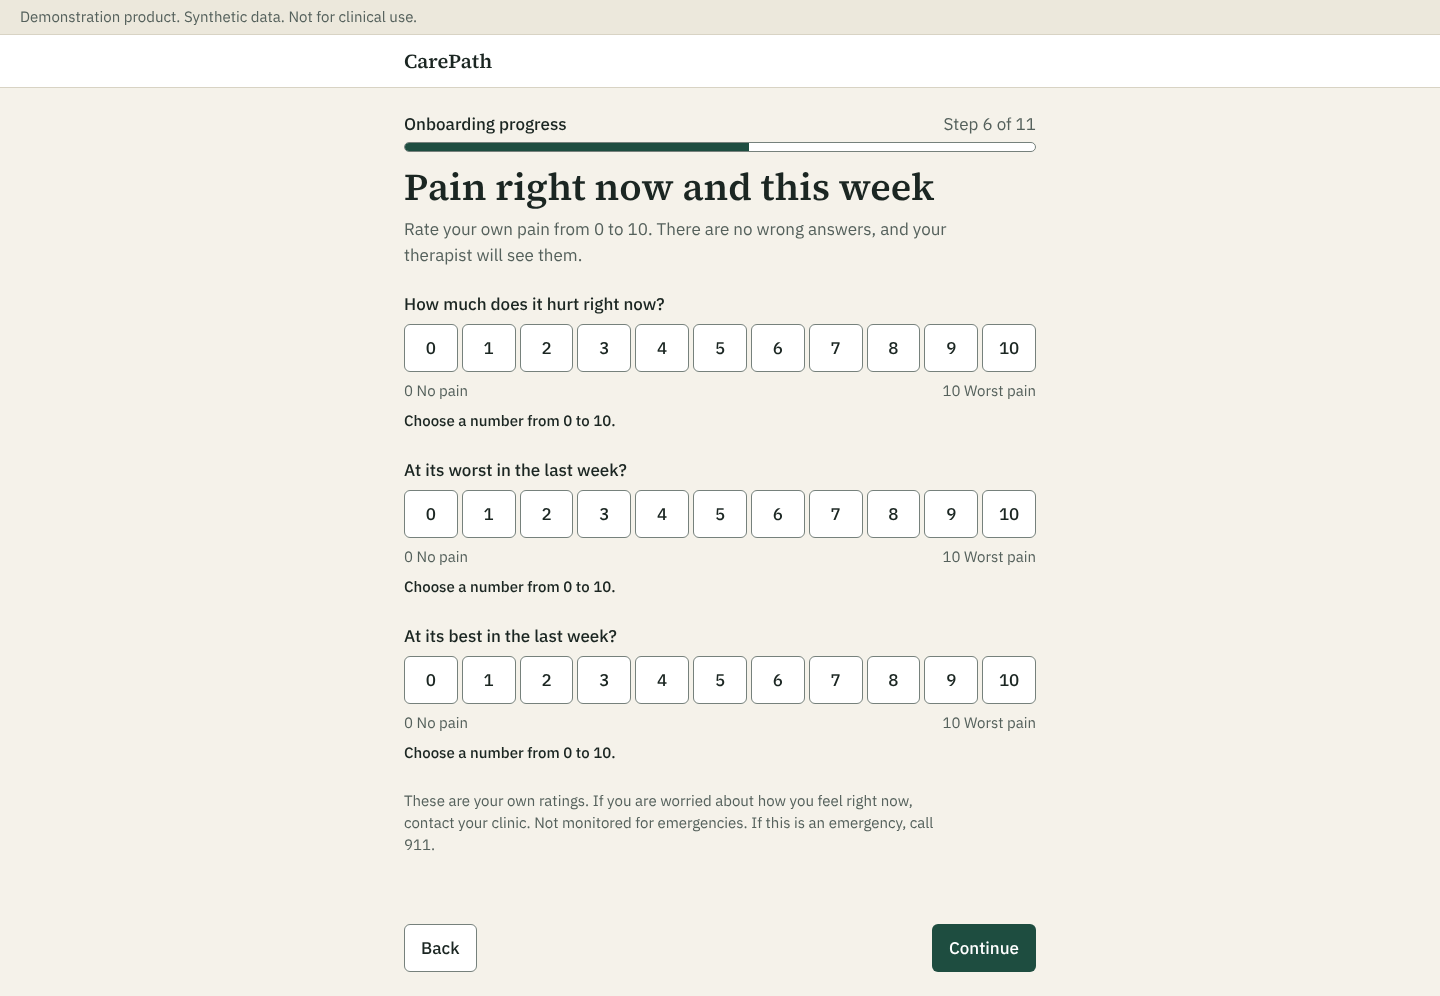 Demonstration product. Synthetic data. Not for clinical use.
CarePath
Onboarding progress
Step 6 of 11
Pain right now and this week
Rate your own pain from 0 to 10. There are no wrong answers, and your
therapist will see them.
How much does it hurt right now?
0 1 2 3 4 5 6 7 8 9 10
0 No pain
10 Worst pain
Choose a number from 0 to 10.
At its worst in the last week?
0 1 2 3 4 5 6 7 8 9 10
0 No pain
10 Worst pain
Choose a number from 0 to 10.
At its best in the last week?
0 1 2 3 4 5 6 7 8 9 10
0 No pain
10 Worst pain
Choose a number from 0 to 10.
These are your own ratings. If you are worried about how you feel right now,
contact your clinic. Not monitored for emergencies. If this is an emergency, call
911.
Back
Continue